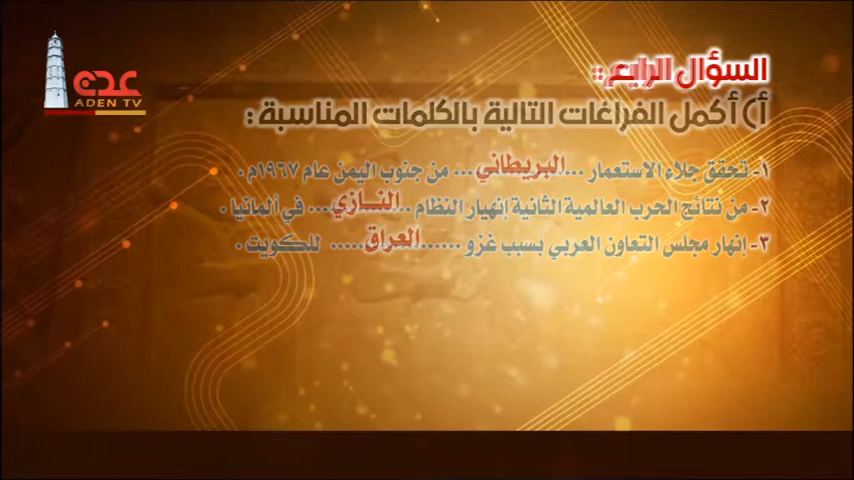 عدن
ADEN TV
السؤال الرابع ::
أ) أكمل الفراغات التالية بالكلمات المناسبة :
١- تحقق جلاء الاستعمار ...البريطاني... من جنوب اليمن عام ١٩٦٧م .
٢- من نتائج الحرب العالمية الثانية إنهيار النظام ..النـازي.... في ألمانيا .
٣- إنهار مجلس التعاون العربي بسبب غزو ......العراق..... للكويت .